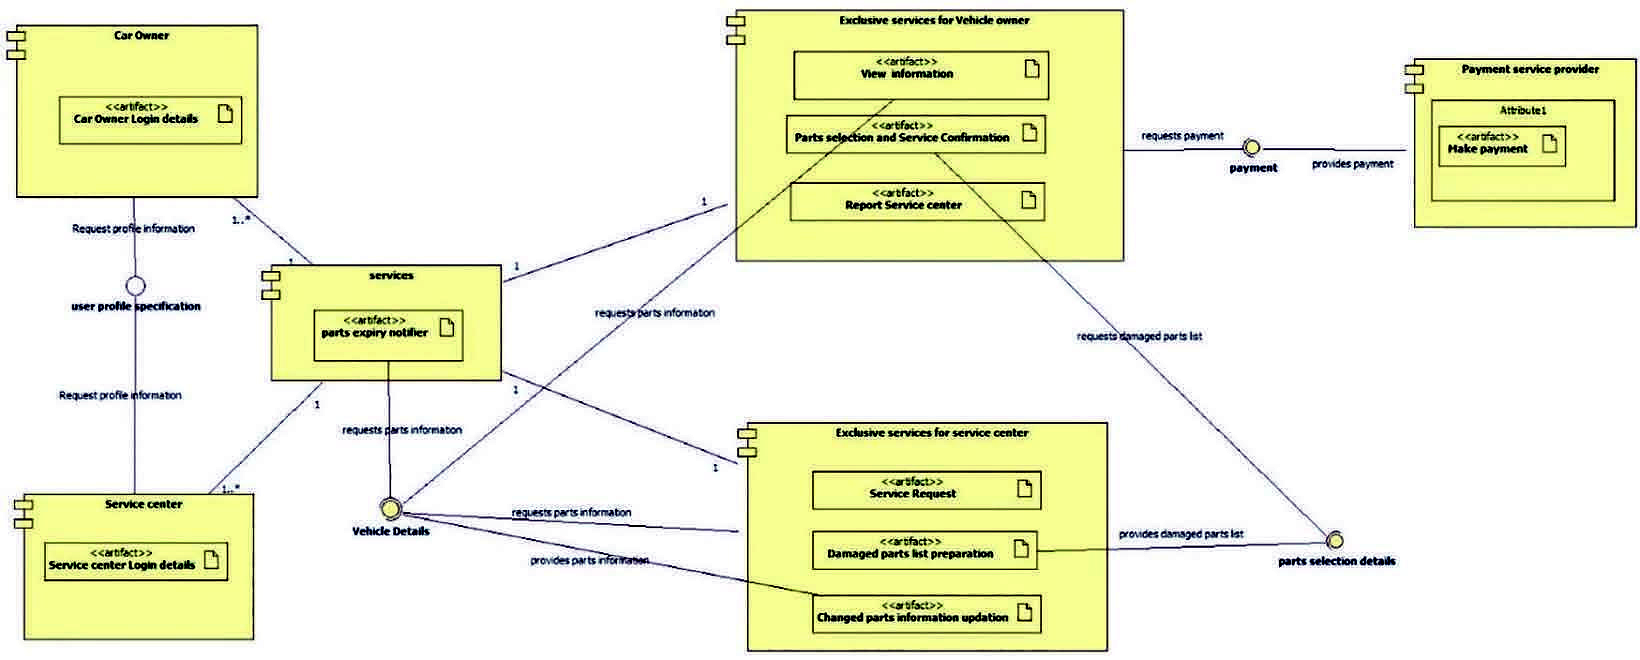 Car Owner
<<artifact>>
Car Owner Login details
Exclusive services for Vehicle owner
<<artifact>>
View information
<<artifact>>
Parts selection and Service Confirmation
<<artifact>>
Report Service center
requests payment
payment
provides payment
Payment service provider
Attribute1
<<artifact>>
Make payment
Request profile information
1..*
1
user profile specification
Request profile information
services
<<artifact>>
parts expiry notifier
1
1
1
1
1
1..*
requests parts information
requests parts information
requests damaged parts list
Vehicle Details
requests parts information
provides parts information
Service center
<<artifact>>
Service center Login details
Exclusive services for service center
<<artifact>>
Service Request
<<artifact>>
Damaged parts list preparation
<<artifact>>
Changed parts information updation
provides damaged parts list
parts selection details